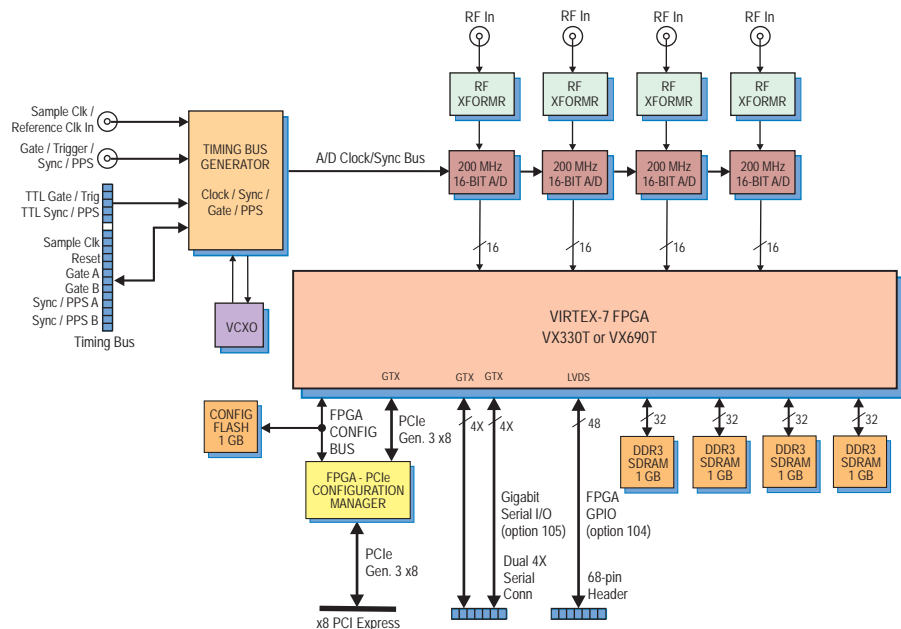 RF In
RF In
RF In
RF In
RF
XFORMR
RF
XFORMR
RF
XFORMR
RF
XFORMR
Sample Clk /
Reference Clk In
Gate / Trigger /
Sync / PPS
TIMING BUS
GENERATOR
Clock / Sync /
Gate / PPS
A/D Clock/Sync Bus
200 MHz
16-BIT A/D
200 MHz
16-BIT A/D
200 MHz
16-BIT A/D
200 MHz
16-BIT A/D
TTL Gate / Trig
TTL Sync / PPS
Sample Clk
Reset
Gate A
Gate B
Sync / PPS A
Sync / PPS B
Timing Bus
VCXO
16
16
16
16
VIRTEX-7 FPGA
VX330T or VX690T
GTX
GTX
GTX
LVDS
CONFIG
FLASH
1 GB
FPGA
CONFIG
BUS
PCIe
Gen. 3 x8
4X
4X
48
32
32
32
32
DDR3
SDRAM
1 GB
DDR3
SDRAM
1 GB
DDR3
SDRAM
1 GB
DDR3
SDRAM
1 GB
FPGA - PCIe
CONFIGURATION
MANAGER
Gigabit
Serial I/O
(option 105)
FPGA
GPIO
(option 104)
PCIe
Gen. 3 x8
Dual 4X
Serial
Conn
68-pin
Header
x8 PCI Express